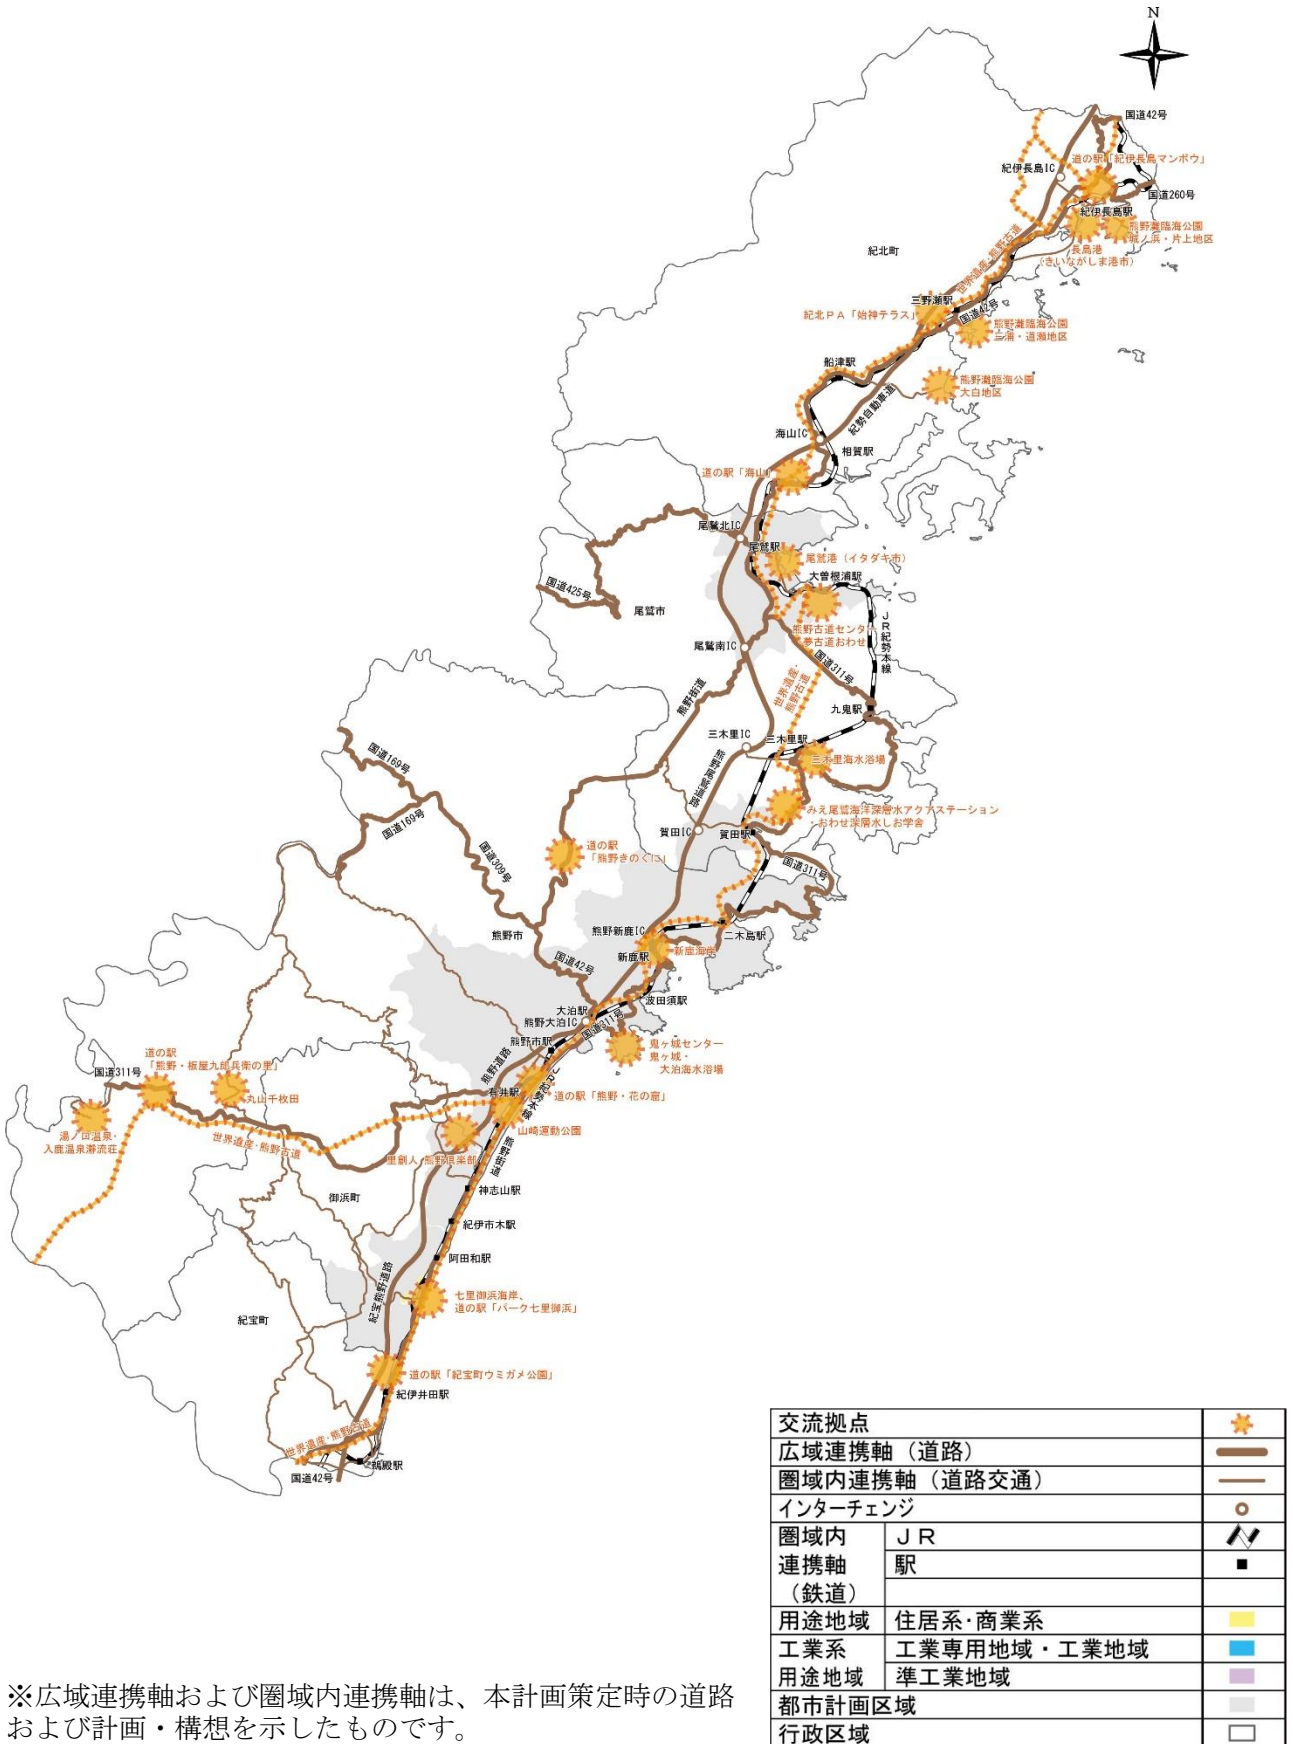 N
国道42号
道の駅「紀伊長島マンボウ」
紀伊長島IC
国道260号
紀伊長島駅
熊野灘臨海公園
城ノ浜・片上地区
長島港
(きいながしま港市)
世界遺産・熊野古道
紀北町
三野瀬駅
国道42号
紀北PA「始神テラス」
熊野灘臨海公園
三浦・道瀬地区
船津駅
熊野灘臨海公園
大白地区
紀勢自動車道
海山IC
相賀駅
道の駅「海山」
尾鷲北IC
尾鷲駅
尾鷲港（イタダキ市）
大曽根浦駅
国道425号
尾鷲市
JR紀勢本線
熊野古道センター
夢古道おわせ
尾鷲南IC
国道311号
世界遺産・
熊野古道
熊野街道
九鬼駅
三木里IC
三木里駅
国道169号
熊野尾鷲道路
三木里海水浴場
みえ尾鷲海洋深層水アクアステーション
・おわせ深層水しお学舎
国道169号
賀田IC
賀田駅
道の駅
「熊野きのくに」
国道309号
国道311号
熊野市
熊野新鹿IC
二木島駅
新鹿駅
新鹿海岸
国道42号
波田須駅
大泊駅
熊野大泊IC
国道311号
熊野市駅
鬼ヶ城センター
鬼ヶ城・
大泊海水浴場
道の駅
「熊野・板屋九郎兵衛の里」
国道311号
熊野道路
丸山千枚田
有井駅
JR紀勢本線
道の駅「熊野・花の窟」
湯ノ口温泉・
入鹿温泉瀞流荘
世界遺産・熊野古道
山崎運動公園
里創人 熊野倶楽部
熊野街道
神志山駅
御浜町
紀伊市木駅
阿田和駅
紀宝熊野道路
七里御浜海岸、
道の駅「パーク七里御浜」
紀宝町
道の駅「紀宝町ウミガメ公園」
紀伊井田駅
世界遺産・熊野古道
国道42号
鵜殿駅
交流拠点
広域連携軸（道路）
圏域内連携軸（道路交通）
インターチェンジ
圏域内 JR
連携軸 駅
（鉄道）
用途地域 住居系・商業系
工業系 工業専用地域・工業地域
用途地域 準工業地域
都市計画区域
行政区域
※広域連携軸および圏域内連携軸は、本計画策定時の道路
および計画・構想を示したものです。